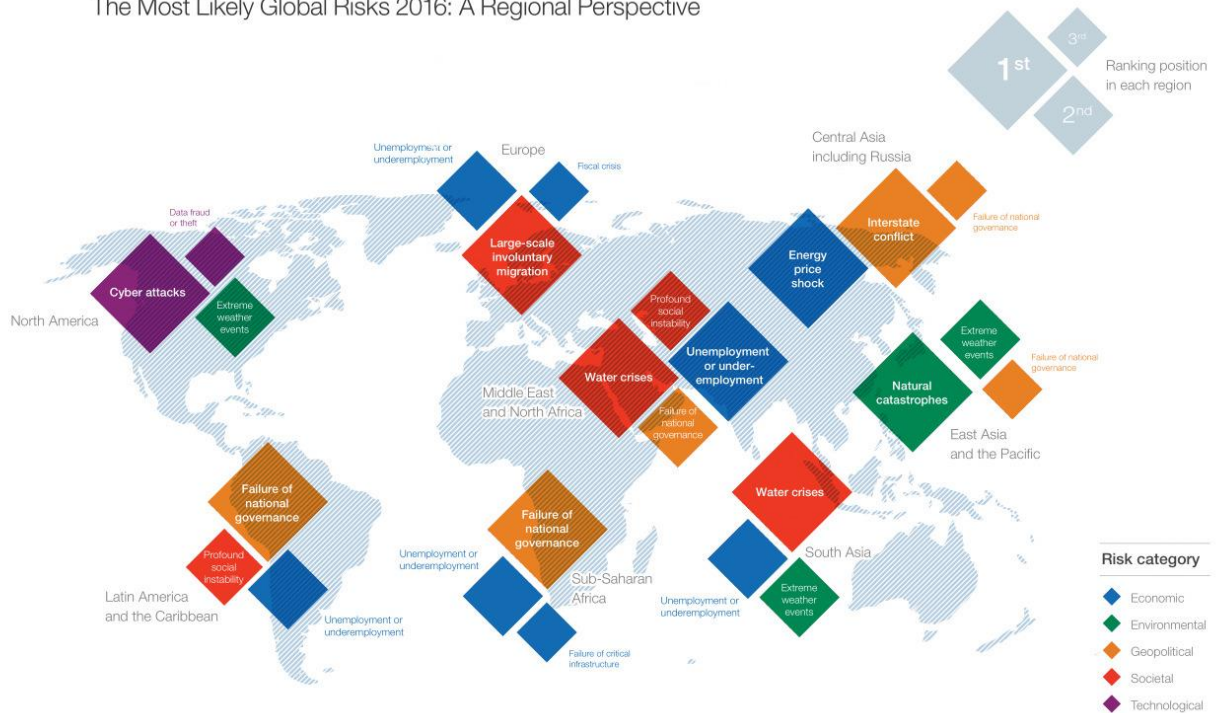 The Most Likely Global Risks 2016: A Regional Perspective
1st
3rd
2nd
Ranking position
in each region
Central Asia
including Russia
Interstate
conflict
Failure of national
governance
Energy
price
shock
Unemployment or
underemployment
Europe
Fiscal crisis
Large-scale
involuntary
migration
Data fraud
or theft
Cyber attacks
Extreme
weather
events
North America
Profound
social
instability
Water crises
Unemployment
or under-
employment
Failure of
national
governance
Middle East
and North Africa
Extreme
weather
events
Natural
catastrophes
Failure of national
governance
East Asia
and the Pacific
Failure of
national
governance
Profound
social
instability
Latin America
and the Caribbean
Unemployment or
underemployment
Failure of
national
governance
Unemployment or
underemployment
Sub-Saharan
Africa
Failure of critical
infrastructure
Water crises
South Asia
Unemployment or
underemployment
Extreme
weather
events
Risk category
Economic
Environmental
Geopolitical
Societal
Technological